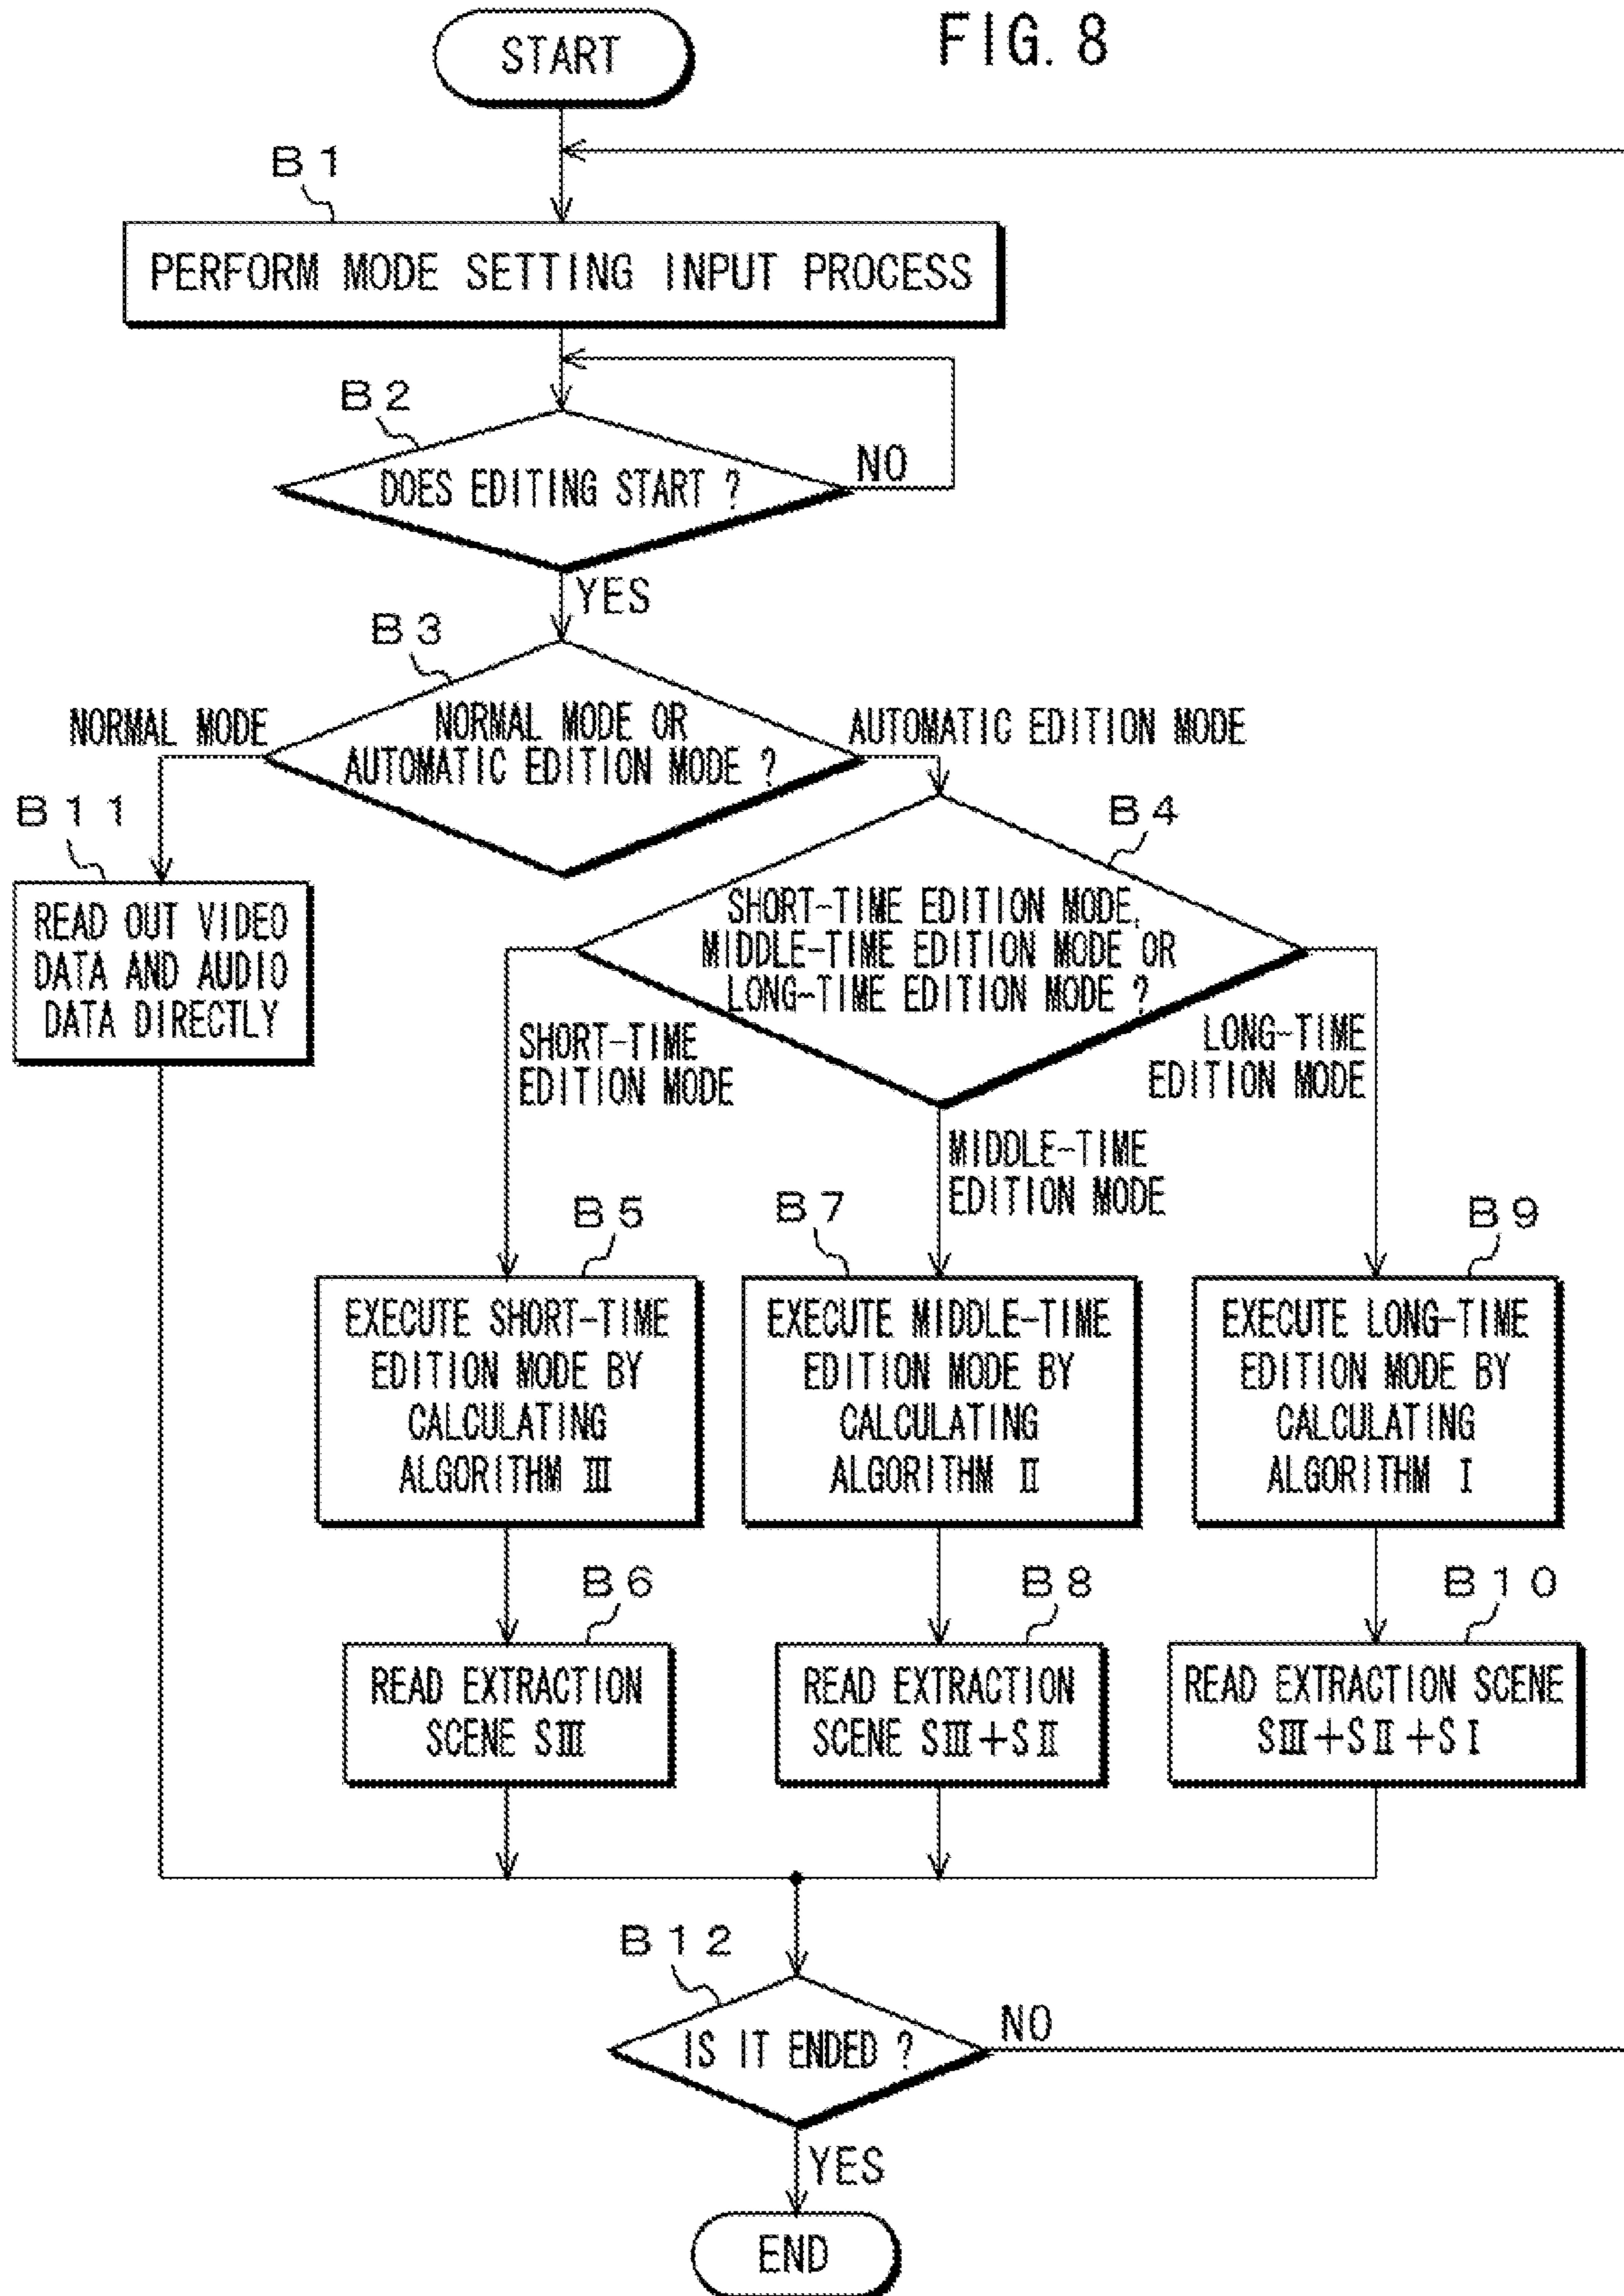 FIG. 8
START
B1
PERFORM MODE SETTING INPUT PROCESS
B2
DOES EDITING START ?
NO
YES
B3
NORMAL MODE OR
AUTOMATIC EDITION MODE ?
NORMAL MODE
AUTOMATIC EDITION MODE
B11
READ OUT VIDEO
DATA AND AUDIO
DATA DIRECTLY
B4
SHORT-TIME EDITION MODE,
MIDDLE-TIME EDITION MODE OR
LONG-TIME EDITION MODE ?
SHORT-TIME
EDITION MODE
MIDDLE-TIME
EDITION MODE
LONG-TIME
EDITION MODE
B5
EXECUTE SHORT-TIME
EDITION MODE BY
CALCULATING
ALGORITHM Ⅲ
B7
EXECUTE MIDDLE-TIME
EDITION MODE BY
CALCULATING
ALGORITHM Ⅱ
B9
EXECUTE LONG-TIME
EDITION MODE BY
CALCULATING
ALGORITHM Ⅰ
B6
READ EXTRACTION
SCENE SⅢ
B8
READ EXTRACTION
SCENE SⅢ+SⅡ
B10
READ EXTRACTION SCENE
SⅢ+SⅡ+SⅠ
B12
IS IT ENDED ?
NO
YES
END